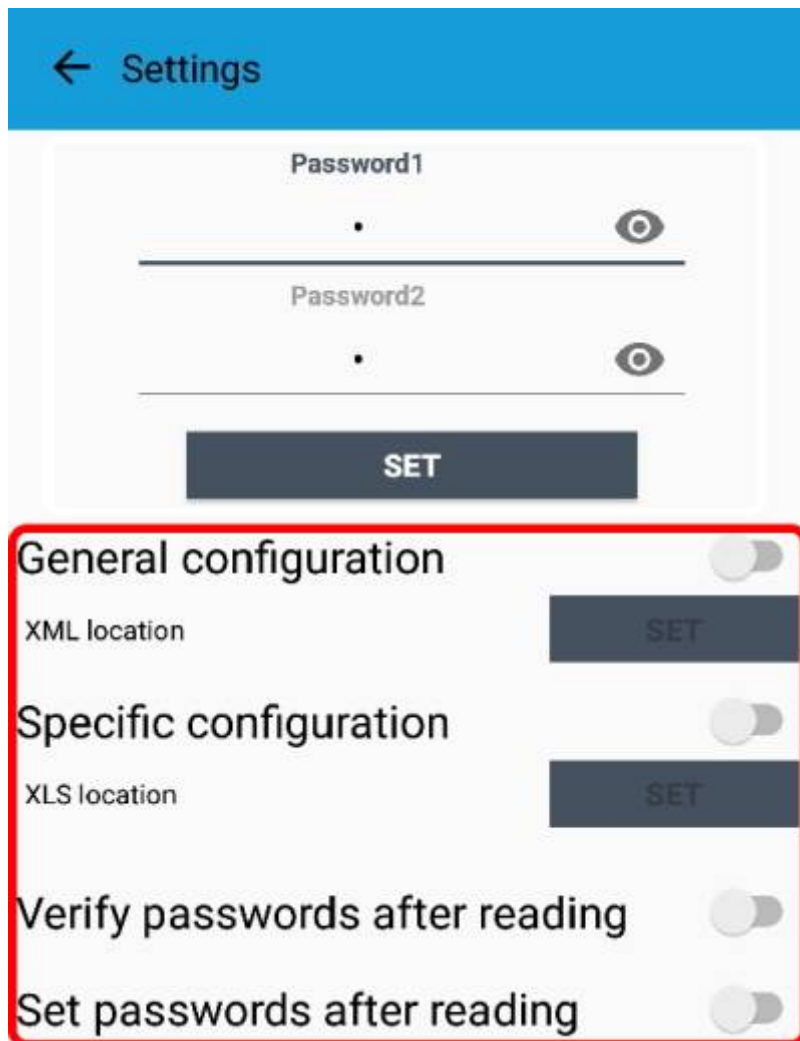 Settings
Password1
•
Password2
•
SET
General configuration
XML location
SET
Specific configuration
XLS location
SET
Verify passwords after reading
Set passwords after reading